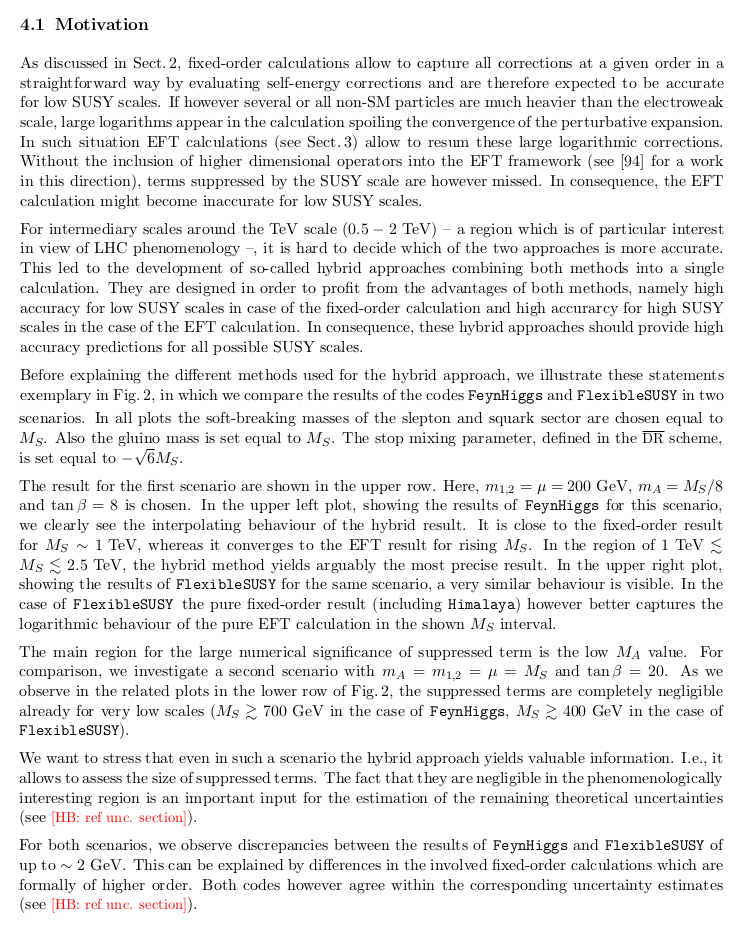 4.1 Motivation
As discussed in Sect. 2, fixed-order calculations allow to capture all corrections at a given order in a
straightforward way by evaluating self-energy corrections and are therefore expected to be accurate
for low SUSY scales. If however several or all non-SM particles are much heavier than the electroweak
scale, large logarithms appear in the calculation spoiling the convergence of the perturbative expansion.
In such situation EFT calculations (see Sect. 3) allow to resum these large logarithmic corrections.
Without the inclusion of higher dimensional operators into the EFT framework (see [94] for a work
in this direction), terms suppressed by the SUSY scale are however missed. In consequence, the EFT
calculation might become inaccurate for low SUSY scales.
For intermediary scales around the TeV scale (0.5 − 2 TeV) – a region which is of particular interest
in view of LHC phenomenology –, it is hard to decide which of the two approaches is more accurate.
This led to the development of so-called hybrid approaches combining both methods into a single
calculation. They are designed in order to profit from the advantages of both methods, namely high
accuracy for low SUSY scales in case of the fixed-order calculation and high accurarcy for high SUSY
scales in the case of the EFT calculation. In consequence, these hybrid approaches should provide high
accuracy predictions for all possible SUSY scales.
Before explaining the different methods used for the hybrid approach, we illustrate these statements
exemplary in Fig. 2, in which we compare the results of the codes FeynHiggs and FlexibleSUSY in two
scenarios. In all plots the soft-breaking masses of the slepton and squark sector are chosen equal to
M_S. Also the gluino mass is set equal to M_S. The stop mixing parameter, defined in the D̅R̅ scheme,
is set equal to −√6M_S.
The result for the first scenario are shown in the upper row. Here, m_{1,2} = μ = 200 GeV, m_A = M_S/8
and tan β = 8 is chosen. In the upper left plot, showing the results of FeynHiggs for this scenario,
we clearly see the interpolating behaviour of the hybrid result. It is close to the fixed-order result
for M_S ∼ 1 TeV, whereas it converges to the EFT result for rising M_S. In the region of 1 TeV ≲
M_S ≲ 2.5 TeV, the hybrid method yields arguably the most precise result. In the upper right plot,
showing the results of FlexibleSUSY for the same scenario, a very similar behaviour is visible. In the
case of FlexibleSUSY the pure fixed-order result (including Himalaya) however better captures the
logarithmic behaviour of the pure EFT calculation in the shown M_S interval.
The main region for the large numerical significance of suppressed term is the low M_A value. For
comparison, we investigate a second scenario with m_A = m_{1,2} = μ = M_S and tan β = 20. As we
observe in the related plots in the lower row of Fig. 2, the suppressed terms are completely negligible
already for very low scales (M_S ≳ 700 GeV in the case of FeynHiggs, M_S ≳ 400 GeV in the case of
FlexibleSUSY).
We want to stress that even in such a scenario the hybrid approach yields valuable information. I.e., it
allows to assess the size of suppressed terms. The fact that they are negligible in the phenomenologically
interesting region is an important input for the estimation of the remaining theoretical uncertainties
(see [HB: ref unc. section]).
For both scenarios, we observe discrepancies between the results of FeynHiggs and FlexibleSUSY of
up to ∼ 2 GeV. This can be explained by differences in the involved fixed-order calculations which are
formally of higher order. Both codes however agree within the corresponding uncertainty estimates
(see [HB: ref unc. section]).